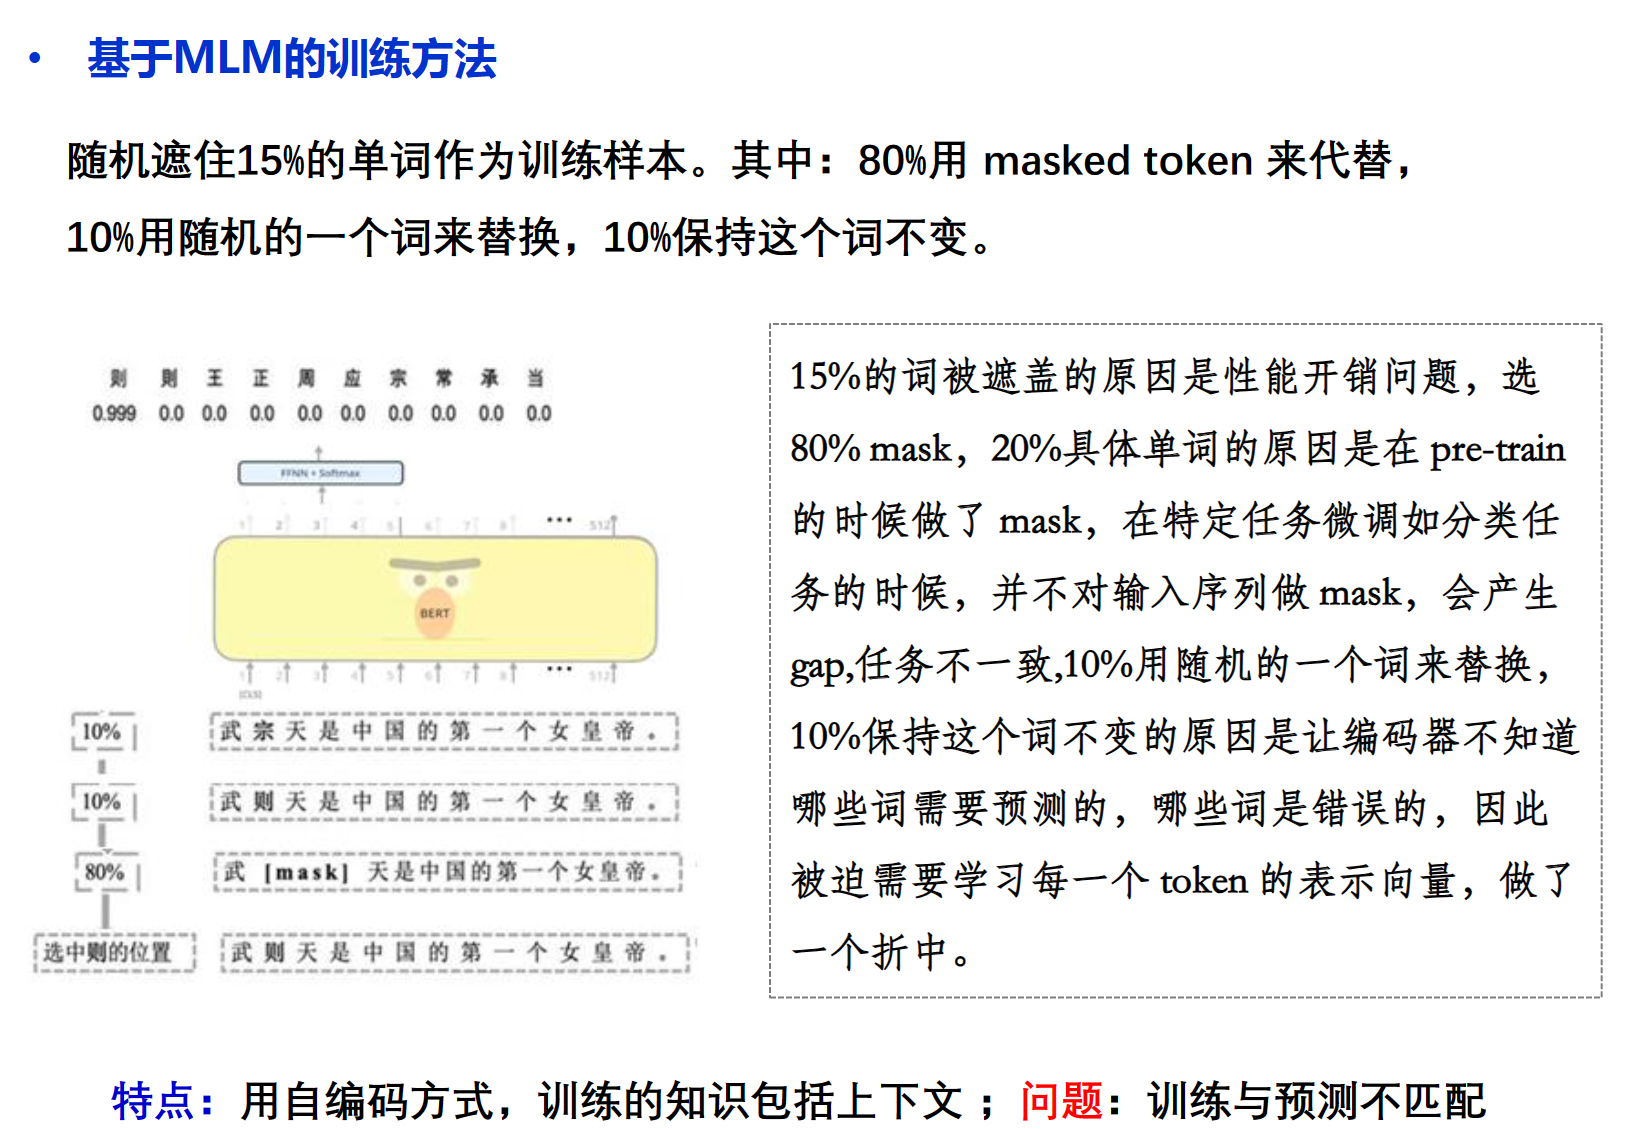 • 基于MLM的训练方法
随机遮住15%的单词作为训练样本。其中：80%用 masked token 来代替，
10%用随机的一个词来替换，10%保持这个词不变。
则 則 王 正 周 应 宗 常 承 当
0.999 0.0 0.0 0.0 0.0 0.0 0.0 0.0 0.0 0.0
FFNN + Softmax
1 2 3 4 5 6 7 8 ••• 512
BERT
1 2 3 4 5 6 7 8 ••• 512
[CLS]
10% 武宗天是中国的第一个女皇帝。
10% 武则天是中国的第一个女皇帝。
80% 武 [mask] 天是中国的第一个女皇帝。
选中则的位置 武则天是中国的第一个女皇帝。
15%的词被遮盖的原因是性能开销问题，选
80% mask，20%具体单词的原因是在 pre-train
的时候做了 mask，在特定任务微调如分类任
务的时候，并不对输入序列做 mask，会产生
gap,任务不一致,10%用随机的一个词来替换，
10%保持这个词不变的原因是让编码器不知道
哪些词需要预测的，哪些词是错误的，因此
被迫需要学习每一个 token 的表示向量，做了
一个折中。
特点：用自编码方式，训练的知识包括上下文；问题：训练与预测不匹配